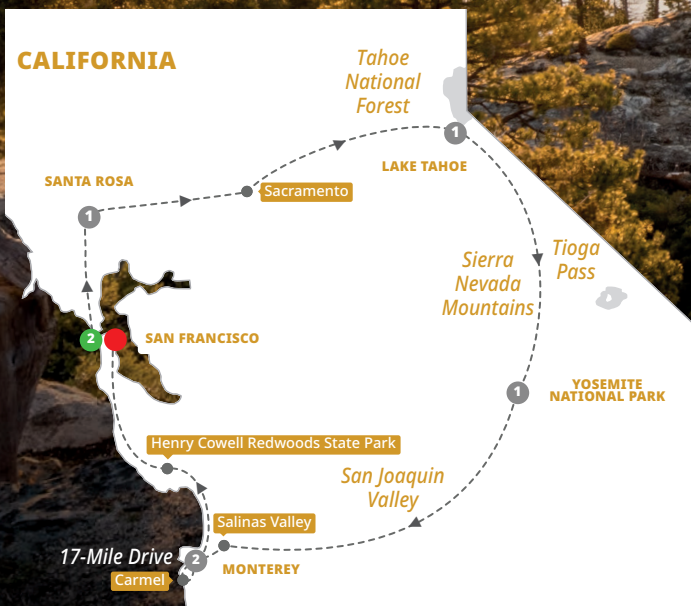 CALIFORNIA
Tahoe
National
Forest
1
LAKE TAHOE
SANTA ROSA
Sacramento
1
Sierra
Nevada
Mountains
Tioga
Pass
2
SAN FRANCISCO
1
YOSEMITE
NATIONAL PARK
Henry Cowell Redwoods State Park
San Joaquin
Valley
Salinas Valley
17-Mile Drive
2
MONTEREY
Carmel